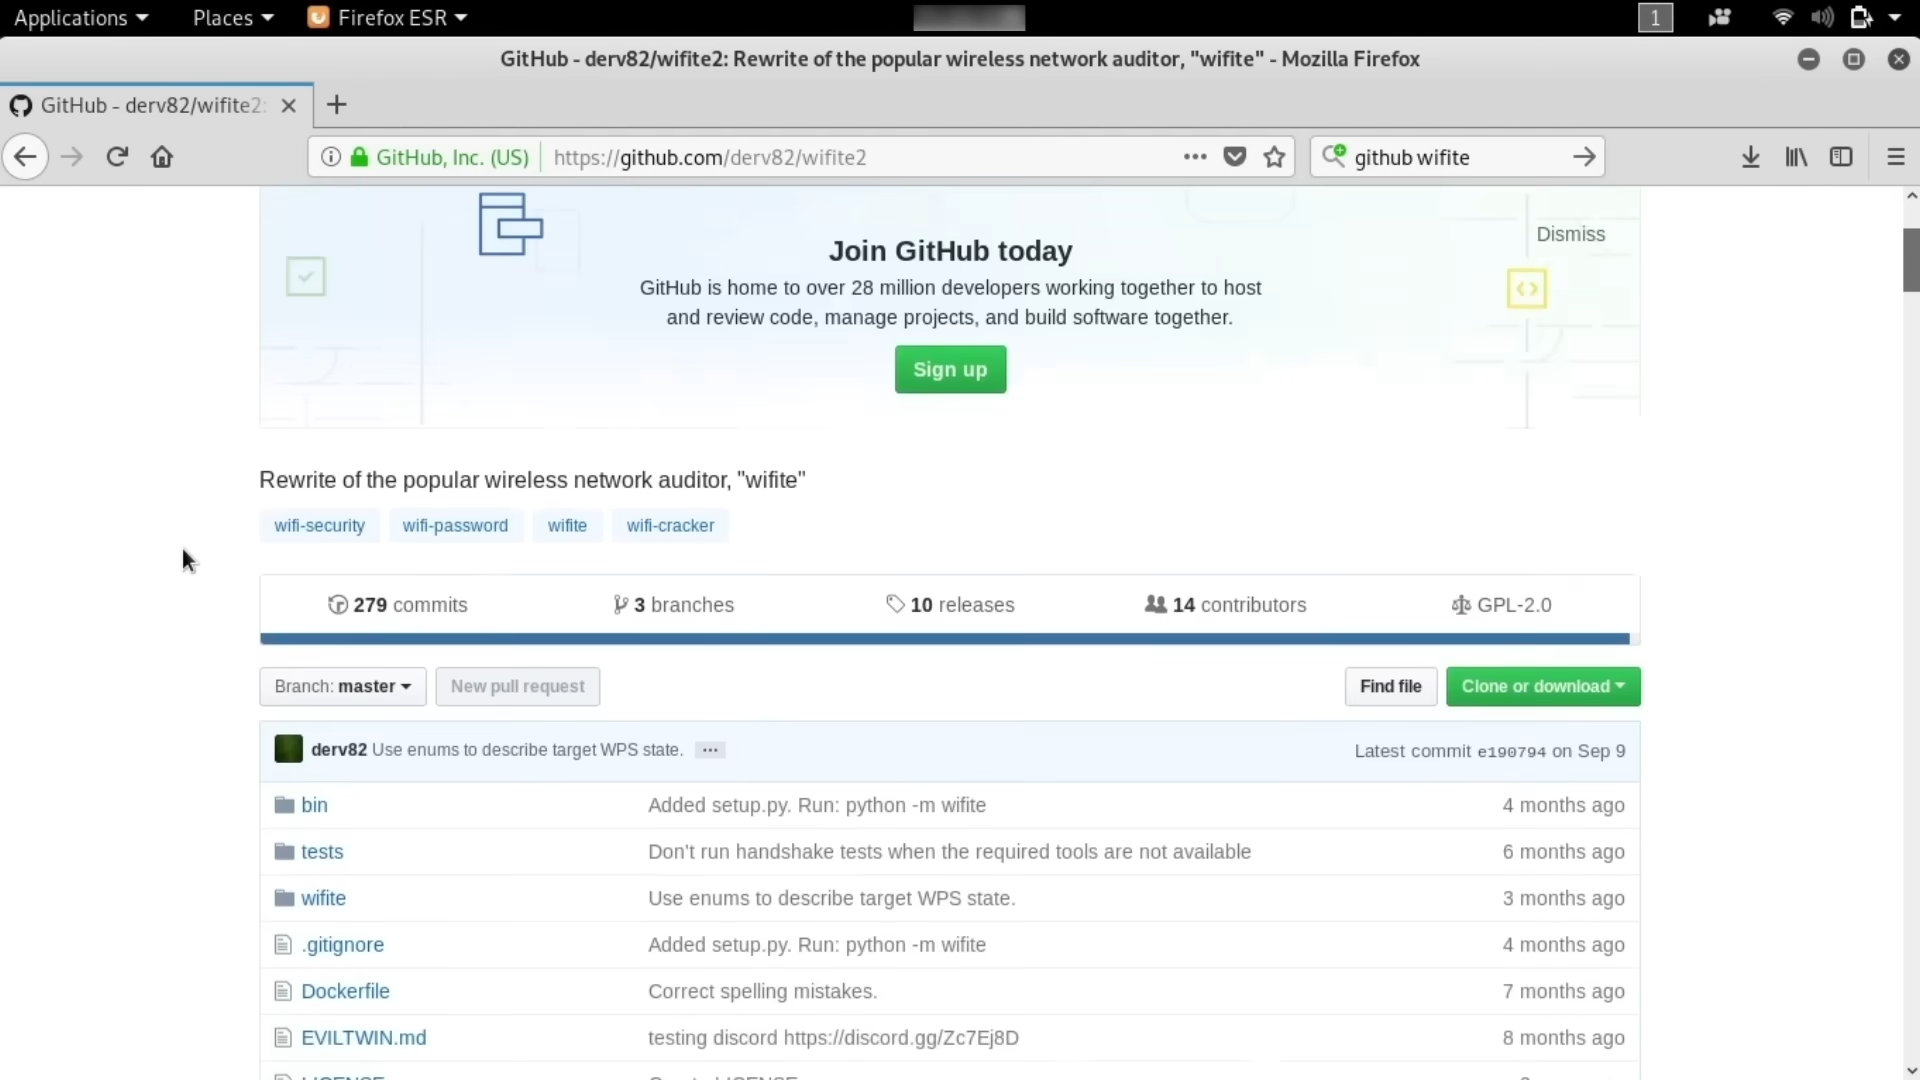 Applications Places Firefox ESR 1
GitHub - derv82/wifite2: Rewrite of the popular wireless network auditor, "wifite" - Mozilla Firefox
GitHub - derv82/wifite2:
GitHub, Inc. (US) https://github.com/derv82/wifite2 github wifite
Join GitHub today
Dismiss
GitHub is home to over 28 million developers working together to host
and review code, manage projects, and build software together.
Sign up
Rewrite of the popular wireless network auditor, "wifite"
wifi-security wifi-password wifite wifi-cracker
279 commits 3 branches 10 releases 14 contributors GPL-2.0
Branch: master New pull request Find file Clone or download
derv82 Use enums to describe target WPS state. ... Latest commit e190794 on Sep 9
bin Added setup.py. Run: python -m wifite 4 months ago
tests Don't run handshake tests when the required tools are not available 6 months ago
wifite Use enums to describe target WPS state. 3 months ago
.gitignore Added setup.py. Run: python -m wifite 4 months ago
Dockerfile Correct spelling mistakes. 7 months ago
EVILTWIN.md testing discord https://discord.gg/Zc7Ej8D 8 months ago
LICENSE Create LICENSE